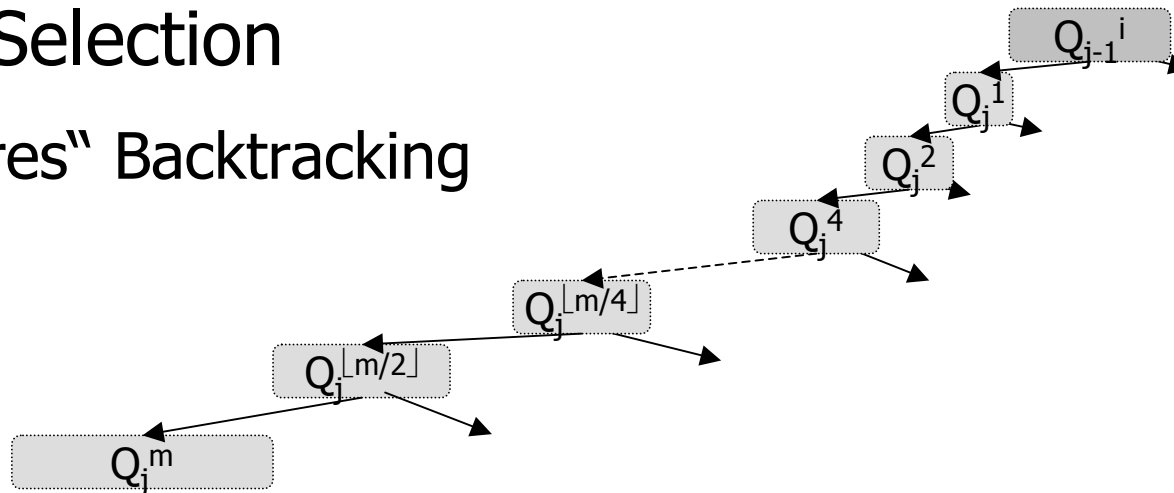 Selection
res“ Backtracking
Qj-1i
Qj1
Qj2
Qj4
Qj⌊m/4⌋
Qj⌊m/2⌋
Qjm